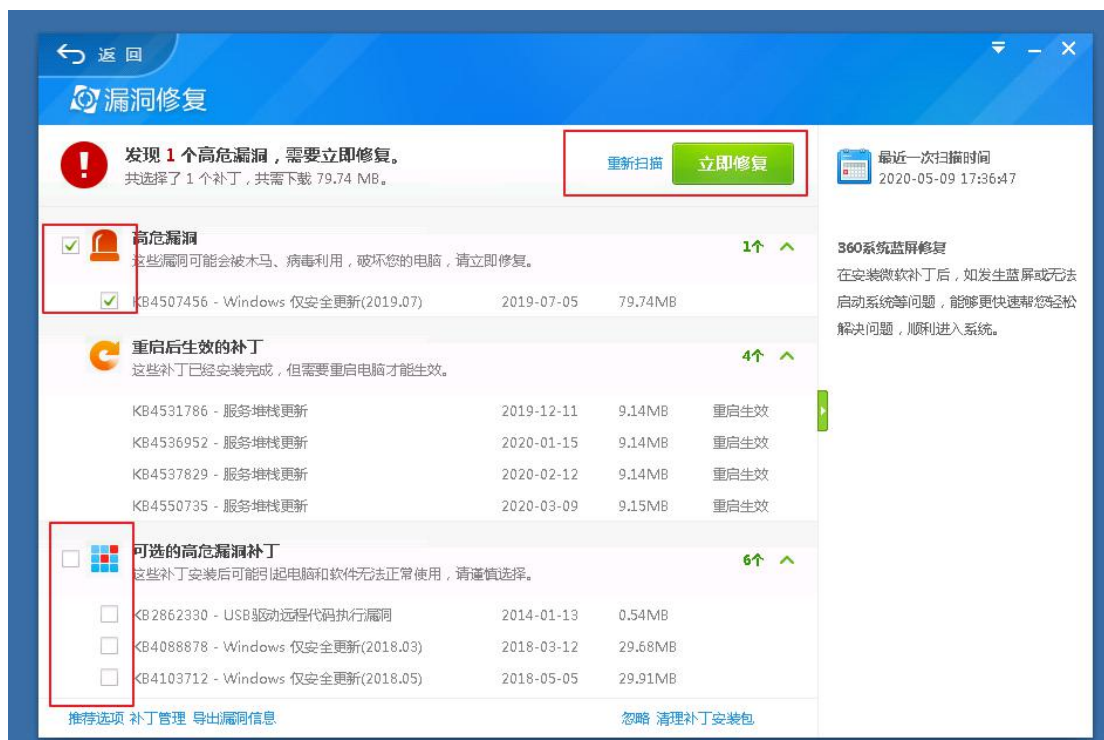 返 回
漏洞修复
发现 1 个高危漏洞，需要立即修复。
共选择了 1 个补丁，共需下载 79.74 MB。
重新扫描 立即修复
最近一次扫描时间
2020-05-09 17:36:47
高危漏洞 1个
这些漏洞可能会被木马、病毒利用，破坏您的电脑，请立即修复。
KB4507456 - Windows 仅安全更新(2019.07) 2019-07-05 79.74MB
重启后生效的补丁 4个
这些补丁已经安装完成，但需要重启电脑才能生效。
KB4531786 - 服务堆栈更新 2019-12-11 9.14MB 重启生效
KB4536952 - 服务堆栈更新 2020-01-15 9.14MB 重启生效
KB4537829 - 服务堆栈更新 2020-02-12 9.14MB 重启生效
KB4550735 - 服务堆栈更新 2020-03-09 9.15MB 重启生效
可选的高危漏洞补丁 6个
这些补丁安装后可能引起电脑和软件无法正常使用，请谨慎选择。
KB2862330 - USB驱动远程代码执行漏洞 2014-01-13 0.54MB
KB4088878 - Windows 仅安全更新(2018.03) 2018-03-12 29.68MB
KB4103712 - Windows 仅安全更新(2018.05) 2018-05-05 29.91MB
推荐选项 补丁管理 导出漏洞信息 忽略 清理补丁安装包
360系统蓝屏修复
在安装微软补丁后，如发生蓝屏或无法
启动系统等问题，能够更快速帮您轻松
解决问题，顺利进入系统。